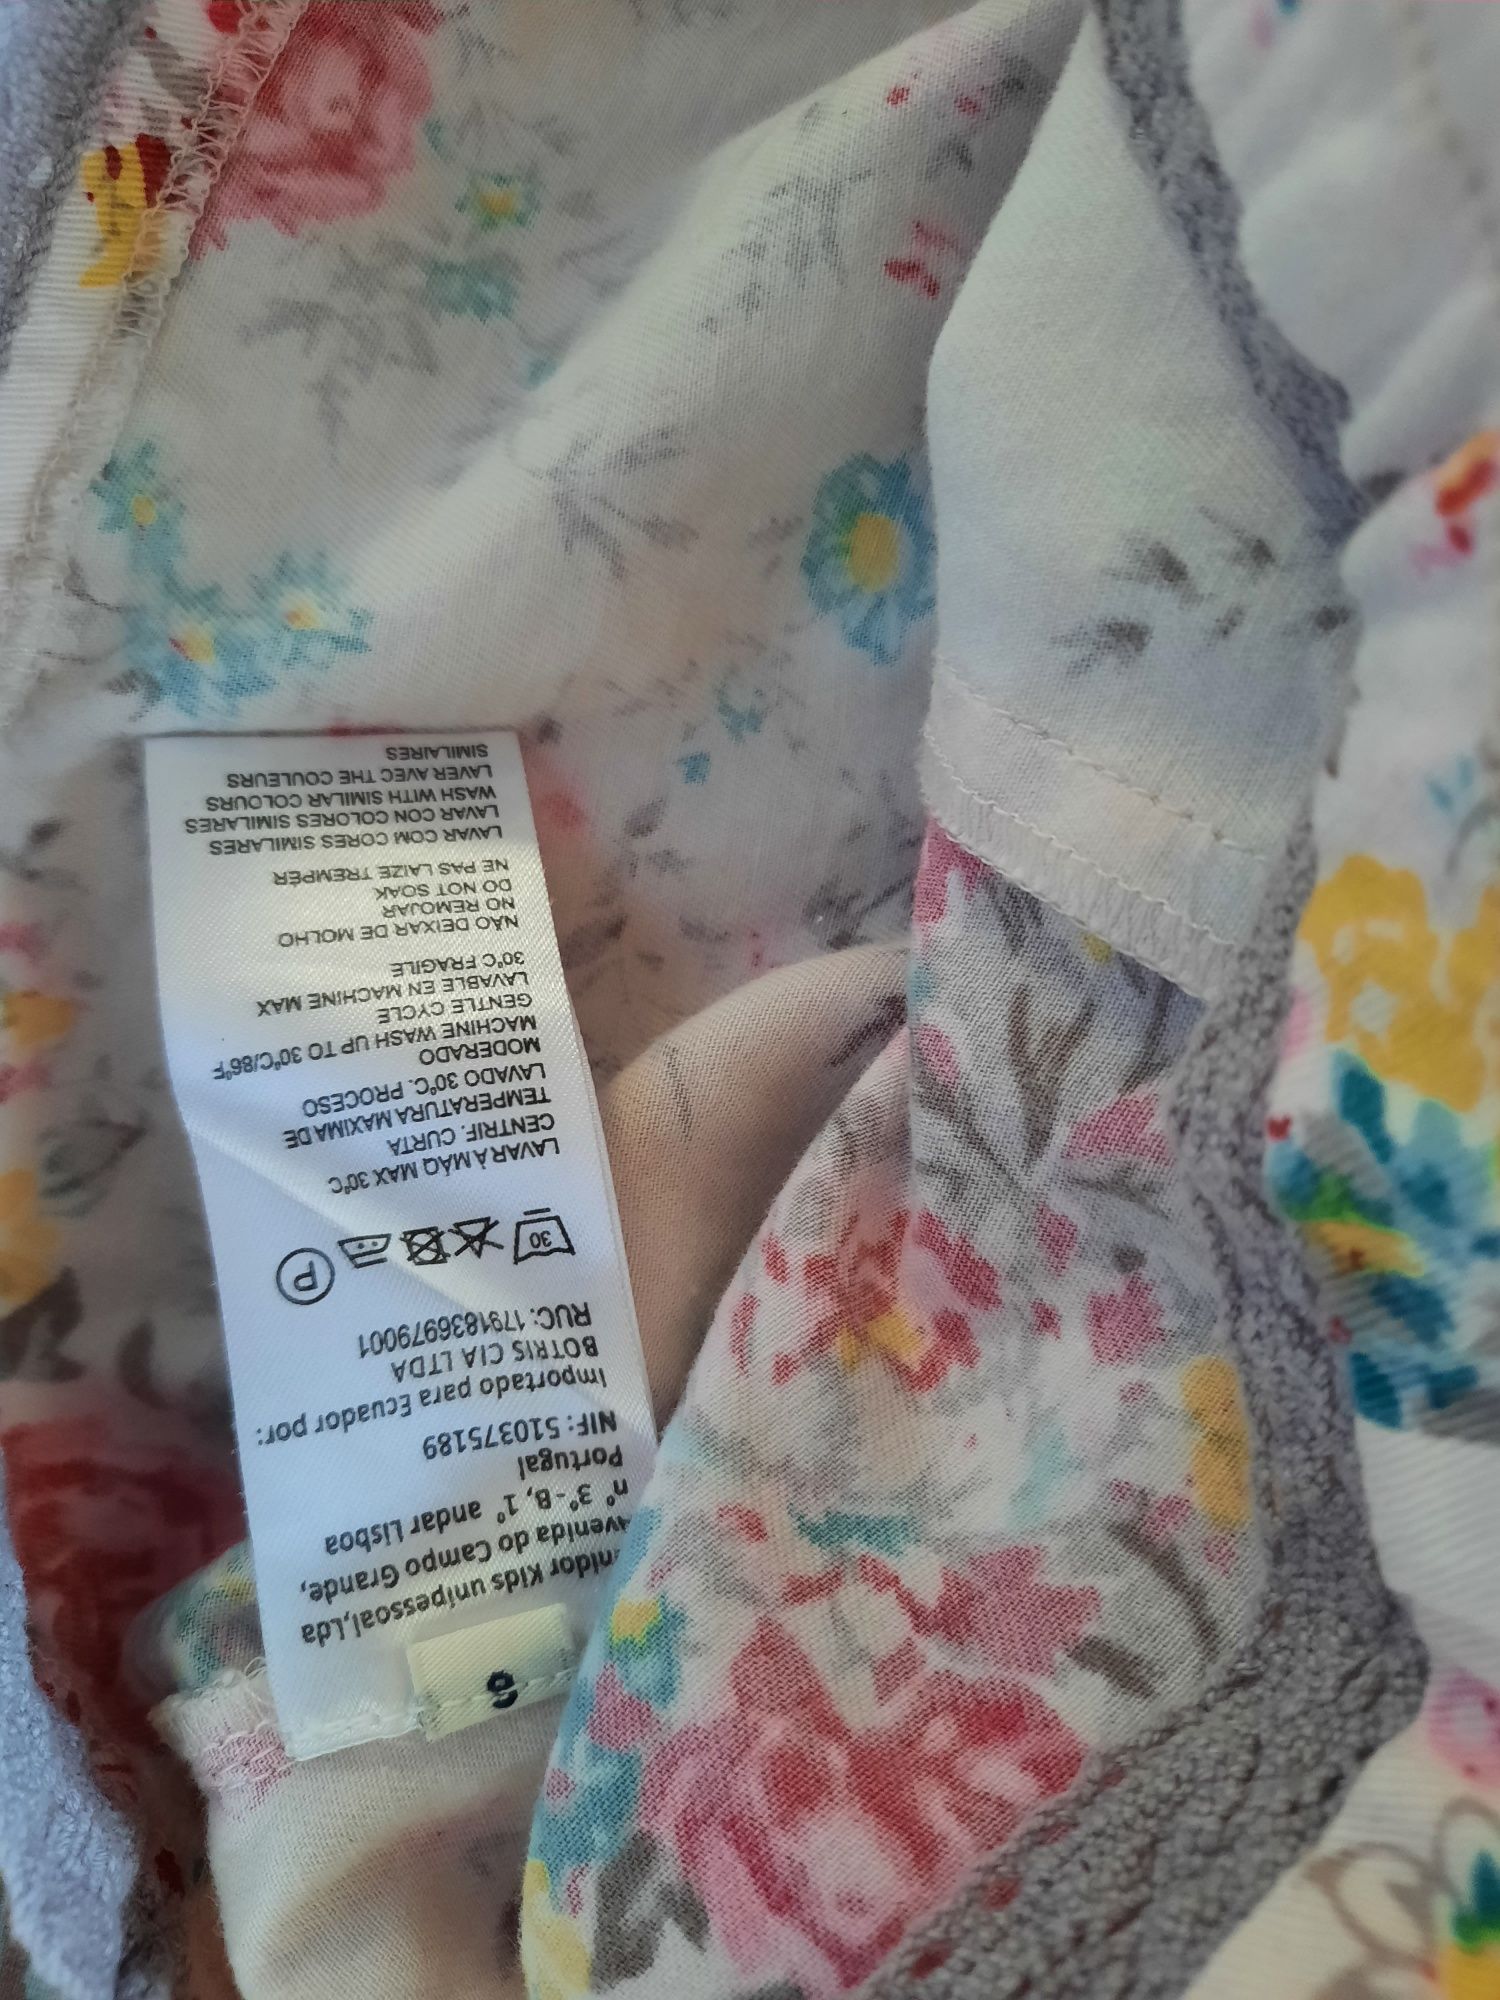 8
nidor Kids unipessoal,Lda
Avenida do Campo Grande,
nº 3º-B, 1º andar Lisboa
Portugal
NIF: 510375189
Importado para Ecuador por:
BOTRIS CIA LTDA
RUC: 1791836979001
30 P
LAVAR À MÁQ MAX 30ºC
CENTRIF. CURTA
TEMPERATURA MAXIMA DE
LAVADO 30ºC. PROCESO
MODERADO
MACHINE WASH UP TO 30ºC/86ºF
GENTLE CYCLE
LAVABLE EN MACHINE MAX
30ºC FRAGILE
NÃO DEIXAR DE MOLHO
NO REMOJAR
DO NOT SOAK
NE PAS LAIZE TREMPER
LAVAR COM CORES SIMILARES
LAVAR CON COLORES SIMILARES
WASH WITH SIMILAR COLOURS
LAVER AVEC THE COULEURS
SIMILAIRES